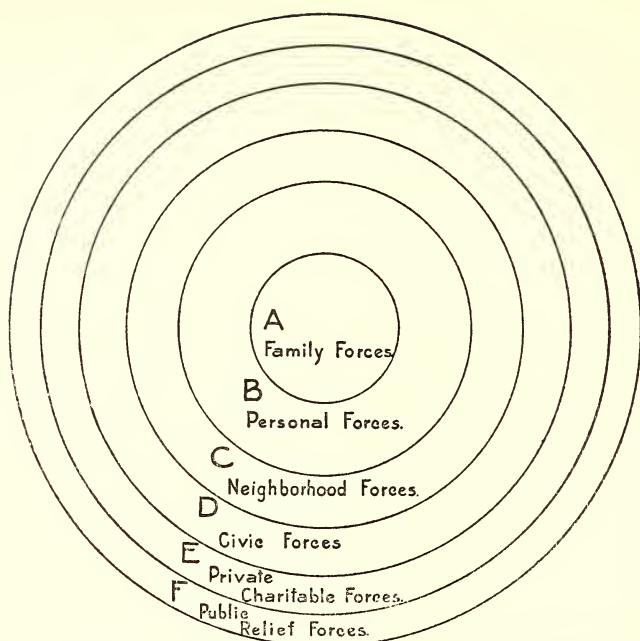 A
Family Forces.
B
Personal Forces.
C
Neighborhood Forces.
D
Civic Forces
E
Private
Charitable Forces.
F
Public
Relief Forces.